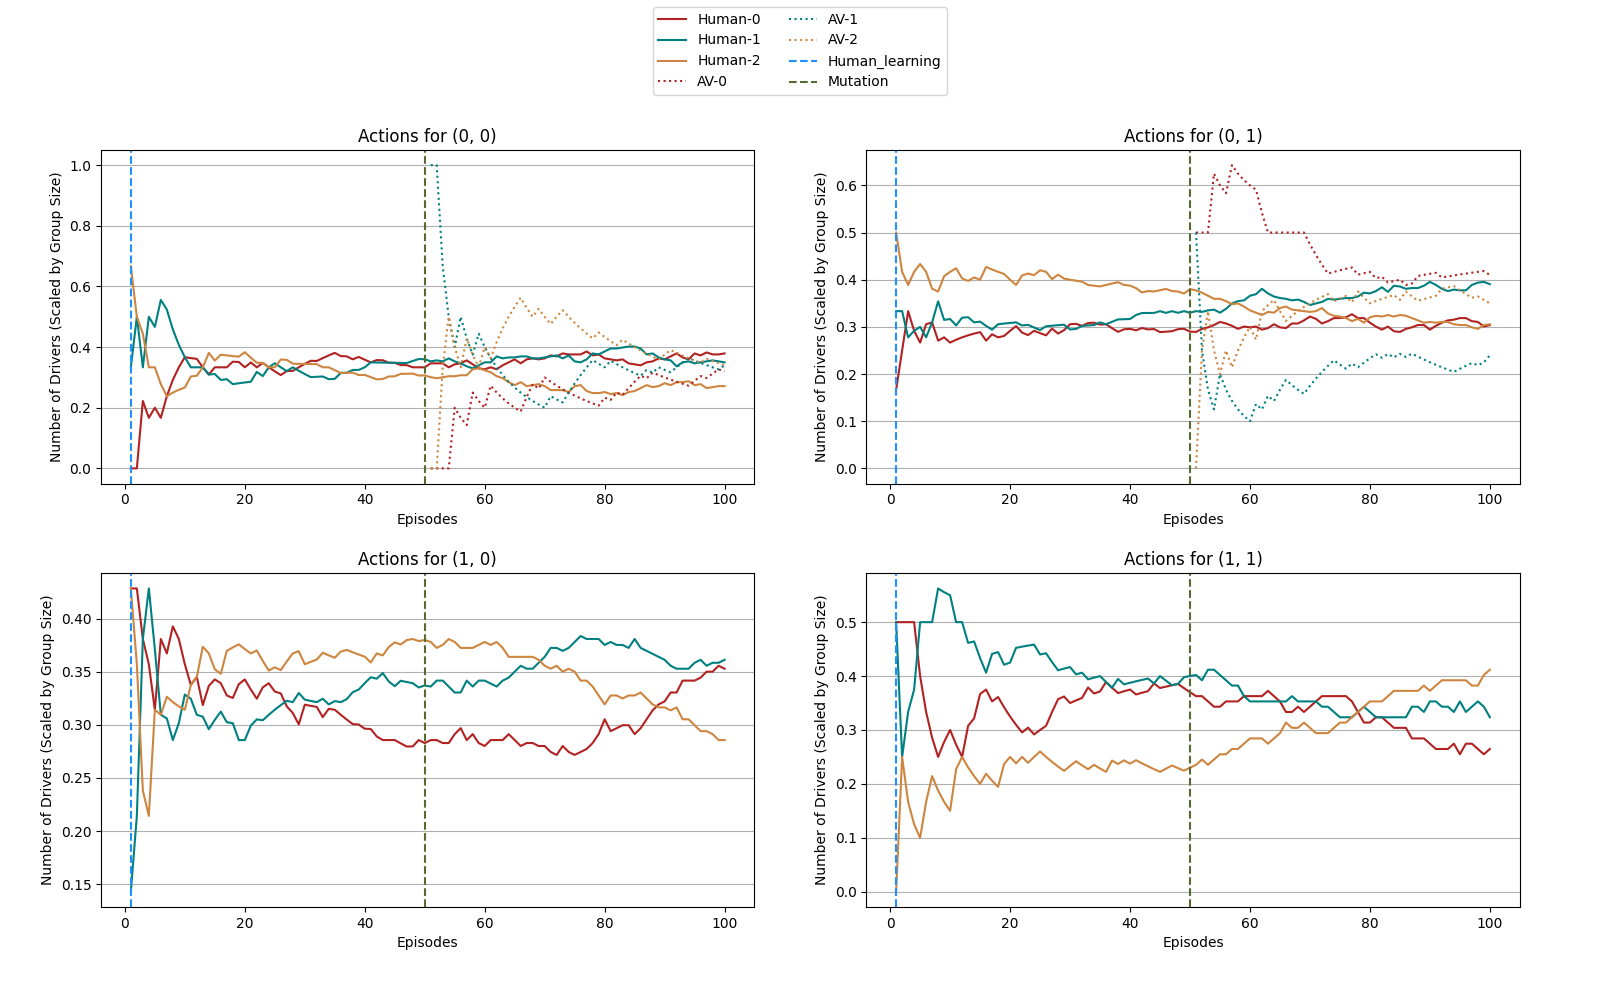 Human-0
Human-1
Human-2
AV-0
AV-1
AV-2
Human_learning
Mutation
Actions for (0, 0)
Number of Drivers (Scaled by Group Size)
1.0
0.8
0.6
0.4
0.2
0.0
0 20 40 60 80 100
Episodes
Actions for (0, 1)
Number of Drivers (Scaled by Group Size)
0.6
0.5
0.4
0.3
0.2
0.1
0.0
0 20 40 60 80 100
Episodes
Actions for (1, 0)
Number of Drivers (Scaled by Group Size)
0.40
0.35
0.30
0.25
0.20
0.15
0 20 40 60 80 100
Episodes
Actions for (1, 1)
Number of Drivers (Scaled by Group Size)
0.5
0.4
0.3
0.2
0.1
0.0
0 20 40 60 80 100
Episodes